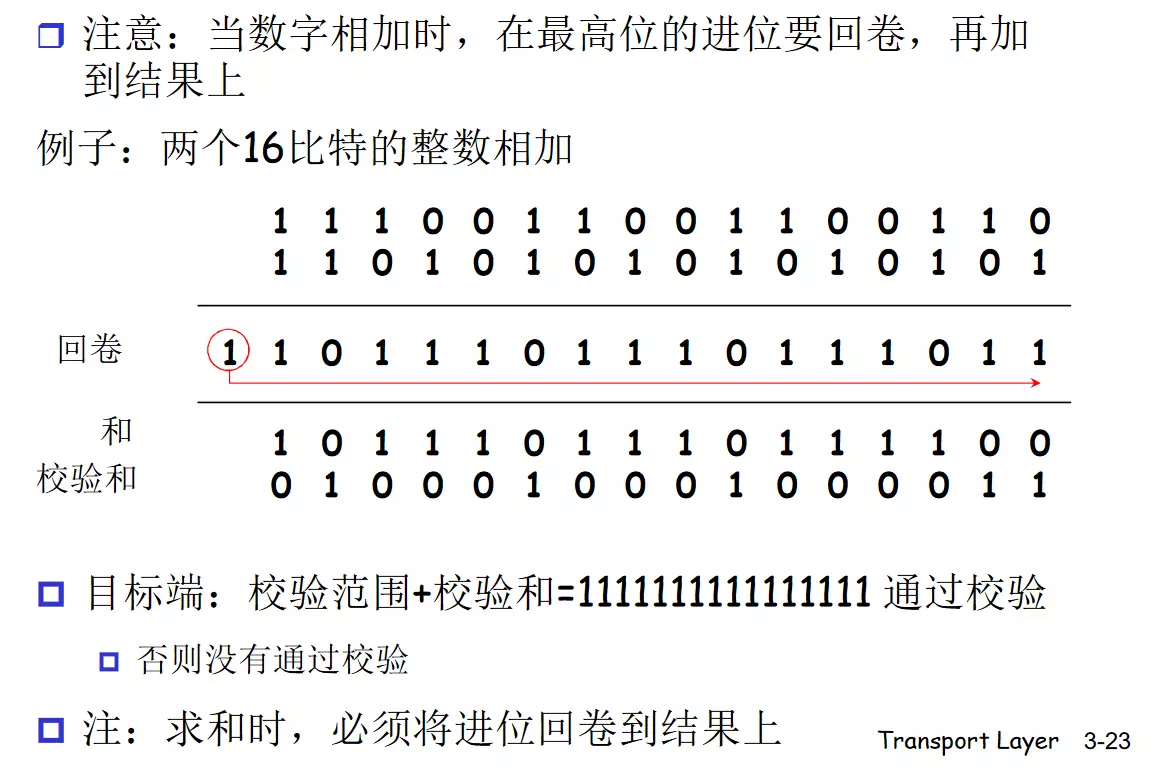 注意：当数字相加时，在最高位的进位要回卷，再加
到结果上
例子：两个16比特的整数相加
1 1 1 0 0 1 1 0 0 1 1 0 0 1 1 0
1 1 0 1 0 1 0 1 0 1 0 1 0 1 0 1
回卷 1 1 0 1 1 1 0 1 1 1 0 1 1 1 0 1 1
和 1 0 1 1 1 0 1 1 1 0 1 1 1 1 0 0
校验和 0 1 0 0 0 1 0 0 0 1 0 0 0 0 1 1
目标端：校验范围+校验和=1111111111111111 通过校验
否则没有通过校验
注：求和时，必须将进位回卷到结果上
Transport Layer 3-23